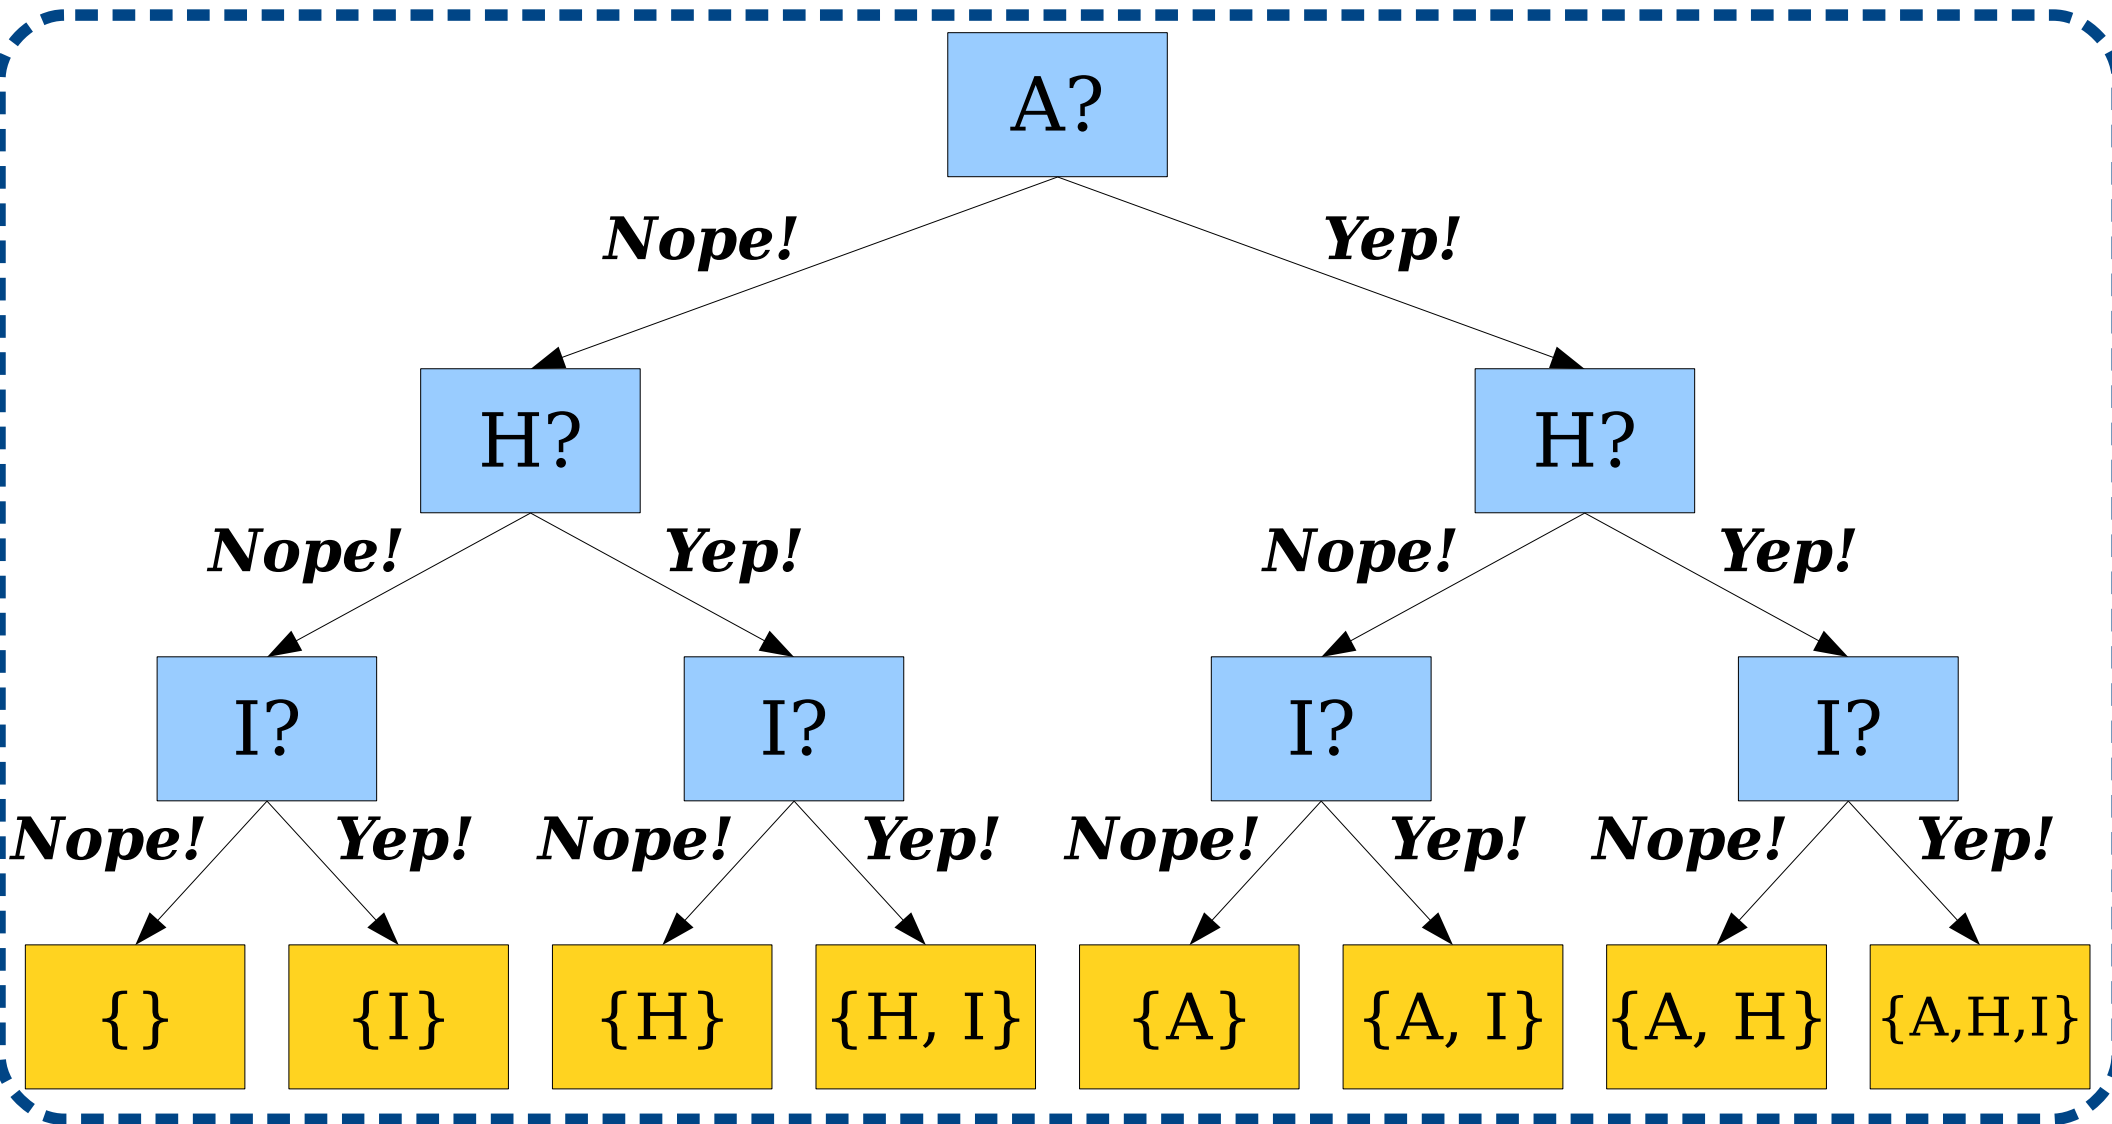 A?
Nope! Yep!
H? H?
Nope! Yep! Nope! Yep!
I? I? I? I?
Nope! Yep! Nope! Yep! Nope! Yep! Nope! Yep!
{} {I} {H} {H, I} {A} {A, I} {A, H} {A,H,I}